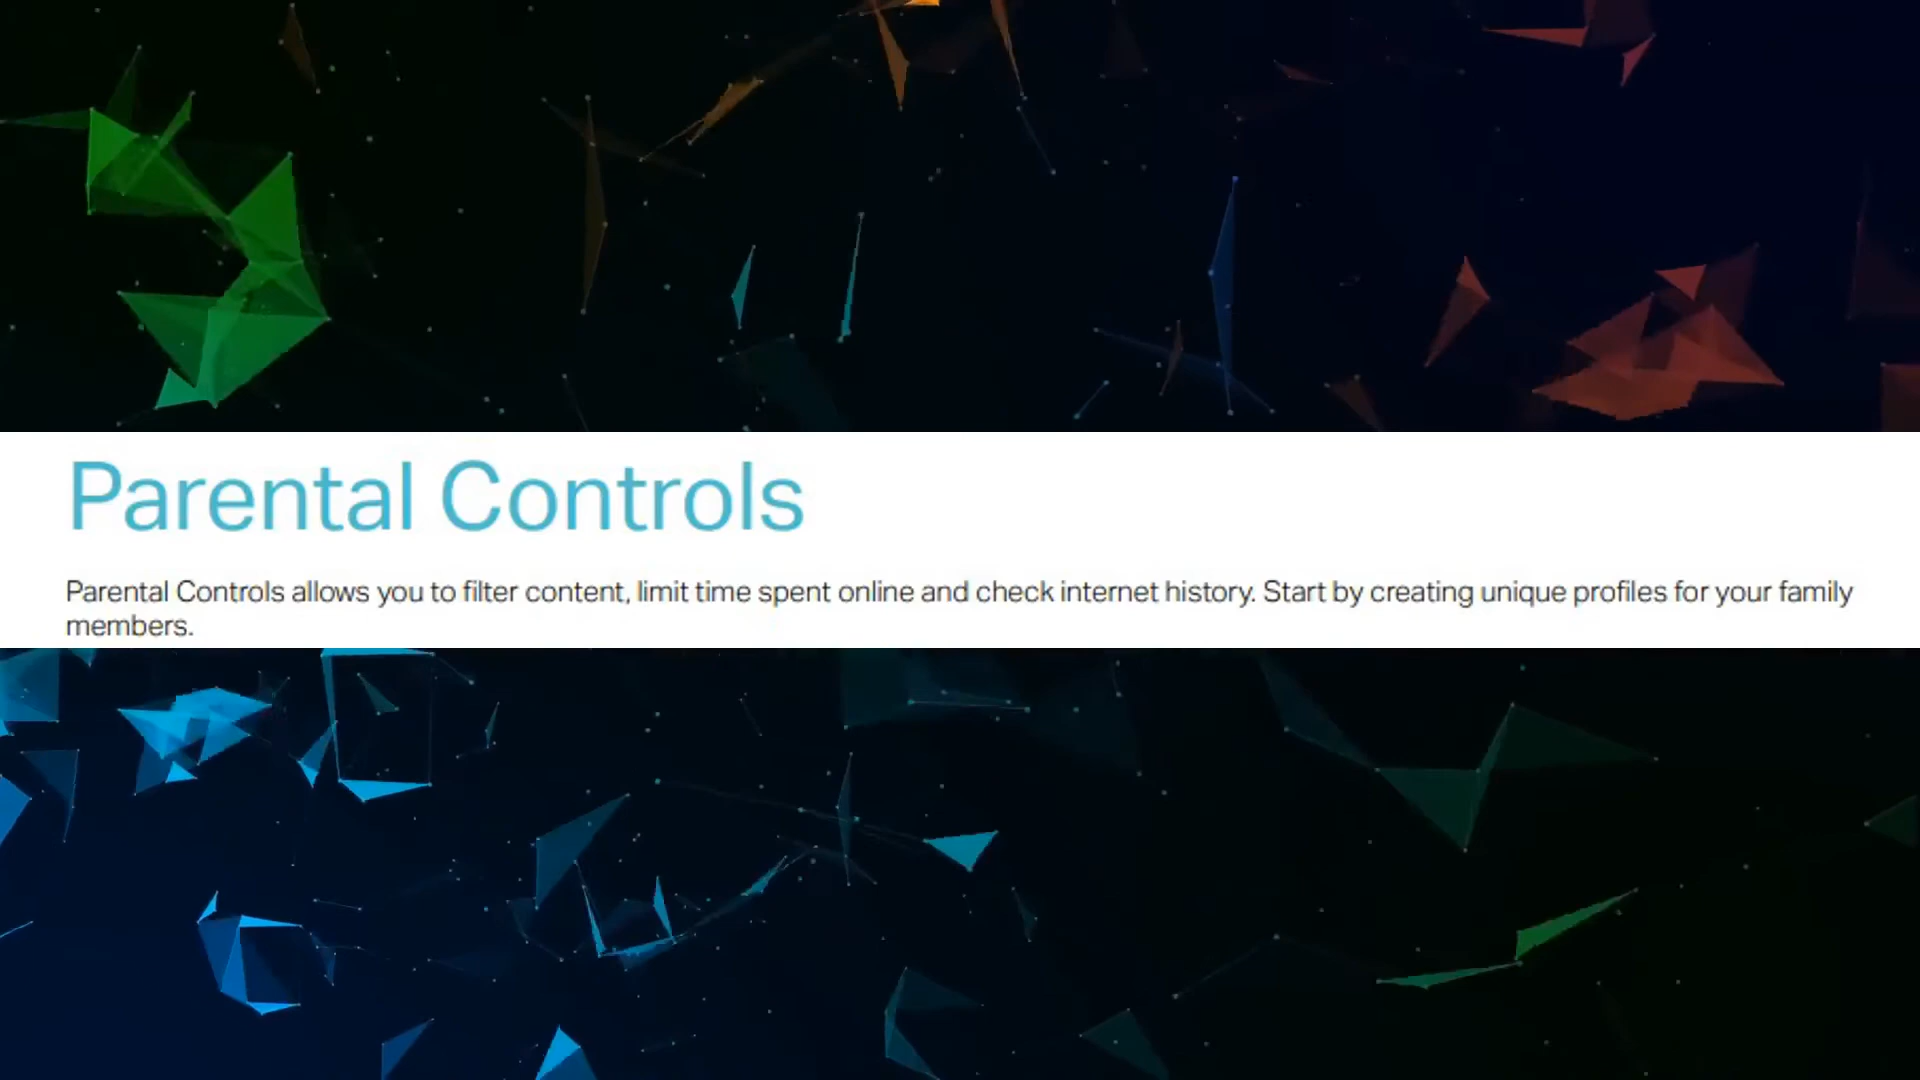 Parental Controls
Parental Controls allows you to filter content, limit time spent online and check internet history. Start by creating unique profiles for your family
members.